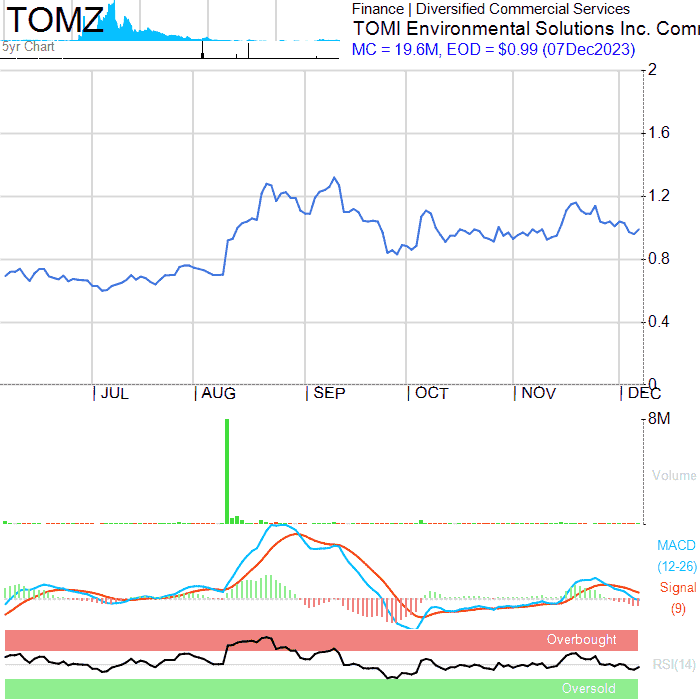 TOMZ
5yr Chart
Finance | Diversified Commercial Services
TOMI Environmental Solutions Inc. Comm
MC = 19.6M, EOD = $0.99 (07Dec2023)
2
1.6
1.2
0.8
0.4
0
JUL AUG SEP OCT NOV DEC
8M
Volume
MACD
(12-26)
Signal
(9)
Overbought
RSI(14)
Oversold